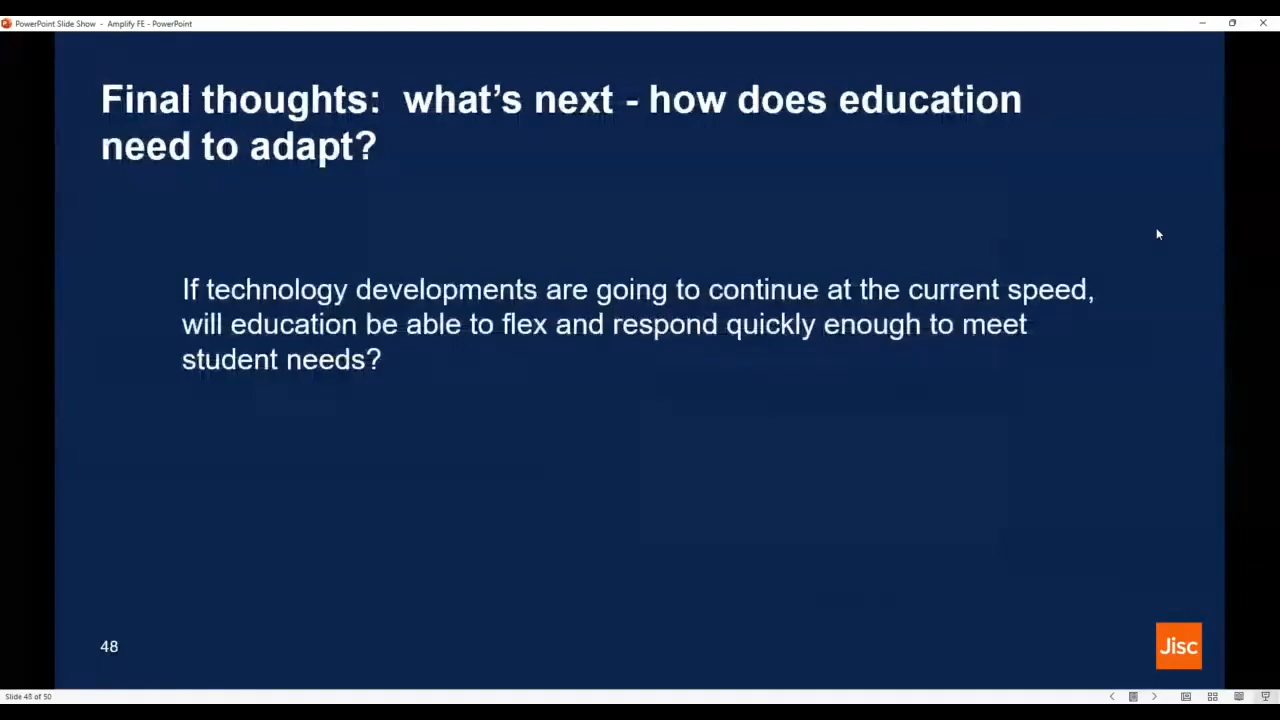 PowerPoint Slide Show - Amplify FE - PowerPoint
Final thoughts: what's next - how does education
need to adapt?
If technology developments are going to continue at the current speed,
will education be able to flex and respond quickly enough to meet
student needs?
48
Jisc
Slide 48 of 50